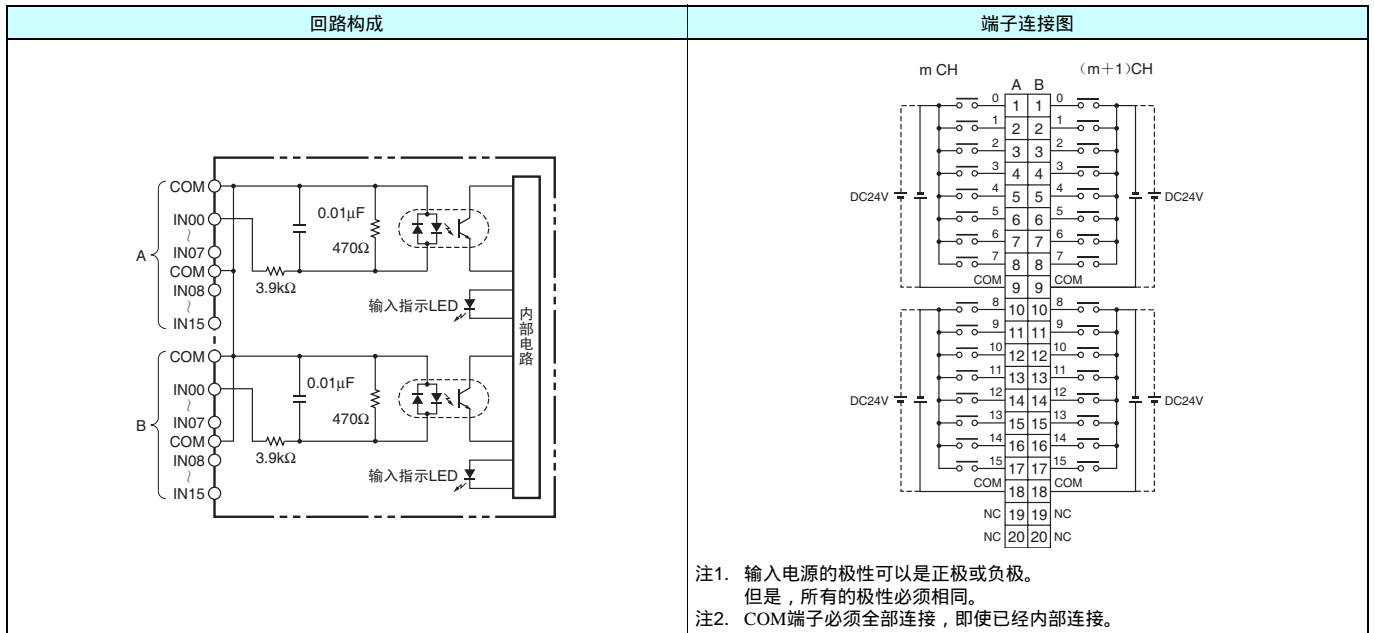 回路构成
端子连接图
COM
IN00
~
IN07
COM
IN08
~
IN15
A
0.01μF
470Ω
3.9kΩ
输入指示LED
COM
IN00
~
IN07
COM
IN08
~
IN15
B
0.01μF
470Ω
3.9kΩ
输入指示LED
内部电路
m CH (m+1)CH
A B
0 1 1 0
1 2 2 1
2 3 3 2
3 4 4 3
DC24V 4 5 5 4 DC24V
5 6 6 5
6 7 7 6
7 8 8 7
COM 9 9 COM
8 10 10 8
9 11 11 9
10 12 12 10
11 13 13 11
DC24V 12 14 14 12 DC24V
13 15 15 13
14 16 16 14
15 17 17 15
COM 18 18 COM
NC 19 19 NC
NC 20 20 NC
注1. 输入电源的极性可以是正极或负极。
但是，所有的极性必须相同。
注2. COM端子必须全部连接，即使已经内部连接。